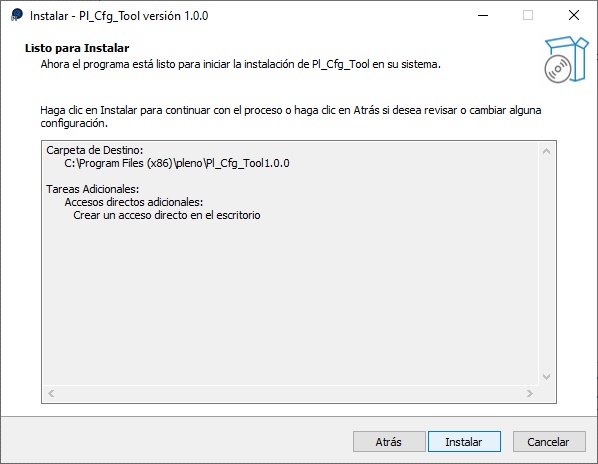 Instalar - Pl_Cfg_Tool versión 1.0.0
Listo para Instalar
Ahora el programa está listo para iniciar la instalación de Pl_Cfg_Tool en su sistema.
Haga clic en Instalar para continuar con el proceso o haga clic en Atrás si desea revisar o cambiar alguna
configuración.
Carpeta de Destino:
C:\Program Files (x86)\pleno\Pl_Cfg_Tool1.0.0
Tareas Adicionales:
Accesos directos adicionales:
Crear un acceso directo en el escritorio
Atrás
Instalar
Cancelar